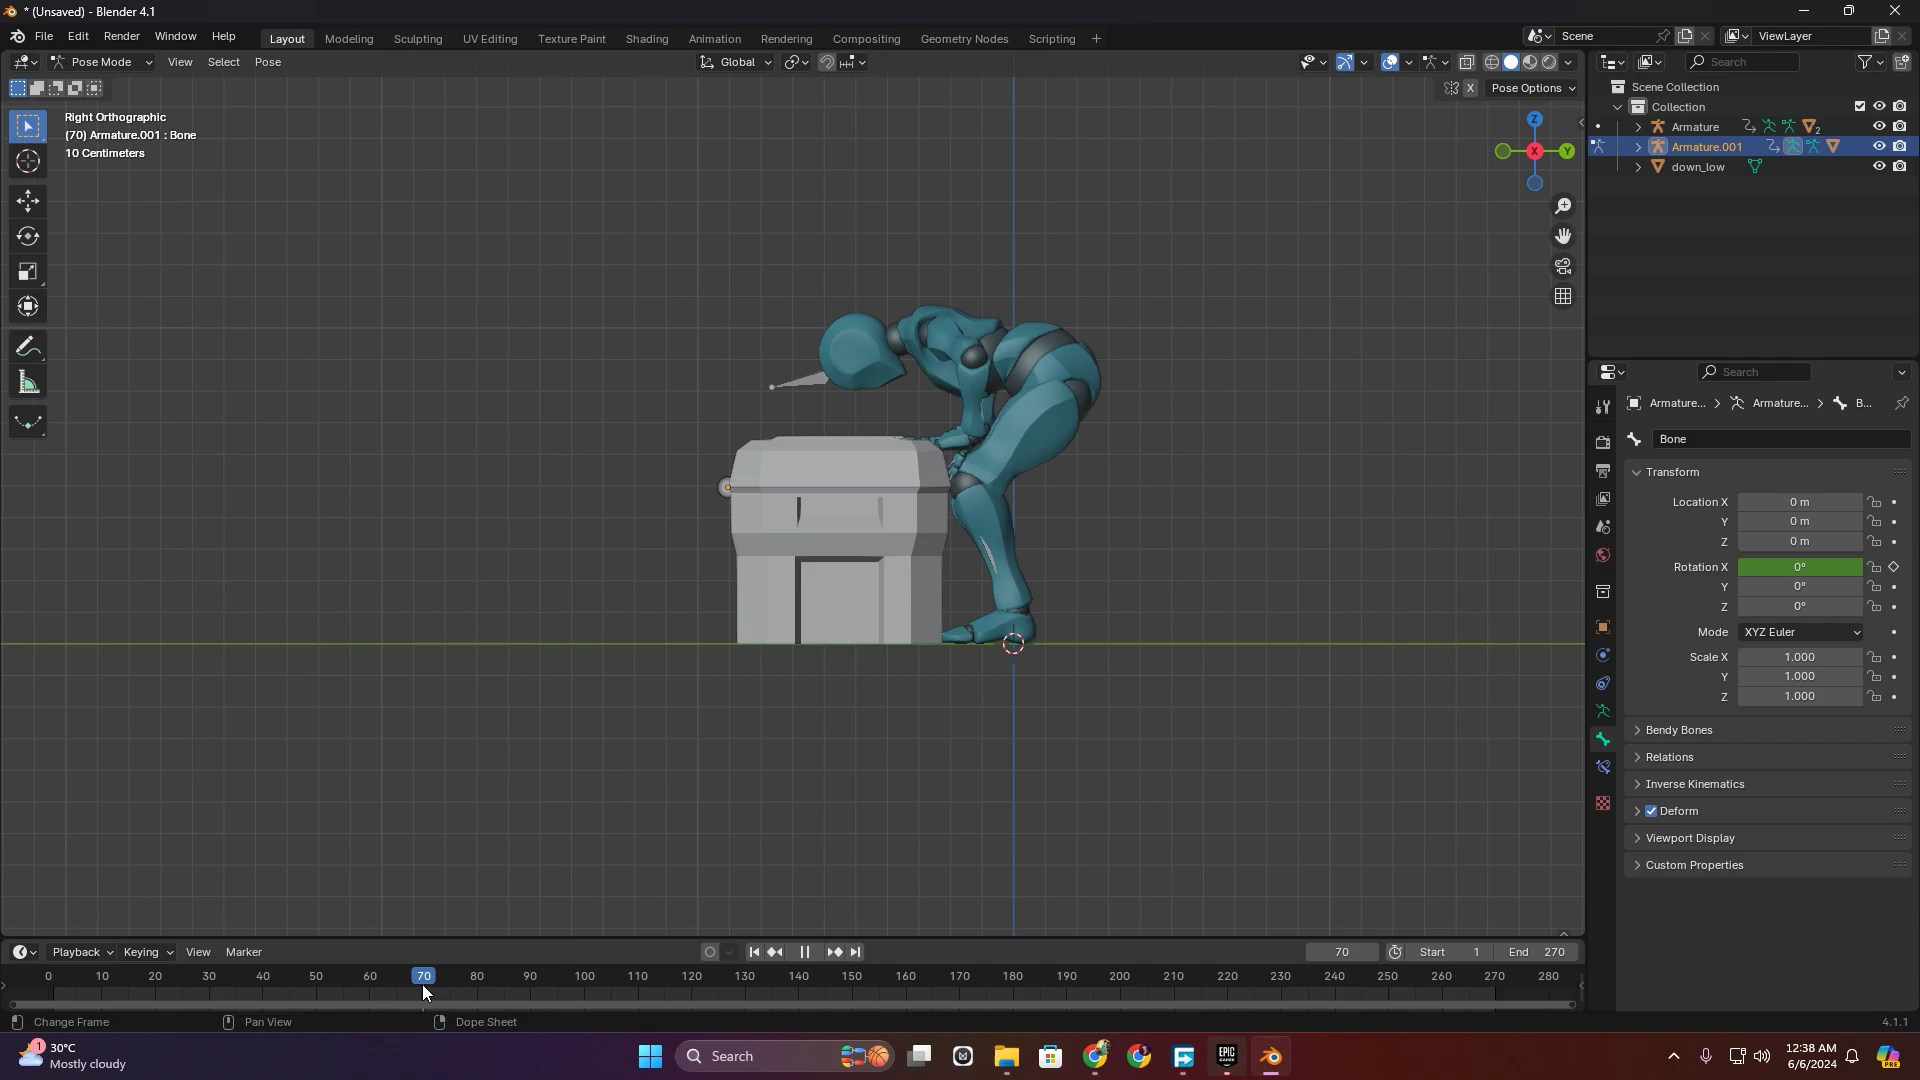 * (Unsaved) - Blender 4.1
File Edit Render Window Help Layout Modeling Sculpting UV Editing Texture Paint Shading Animation Rendering Compositing Geometry Nodes Scripting + Scene ViewLayer
Pose Mode View Select Pose Global Search
X Pose Options
Scene Collection
Collection
Armature 2
Armature.001
down_low
Right Orthographic
(70) Armature.001 : Bone
10 Centimeters
Z
X
Y
Search
Armature... > Armature... > B...
Bone
Transform
Location X 0 m
Y 0 m
Z 0 m
Rotation X 0°
Y 0°
Z 0°
Mode XYZ Euler
Scale X 1.000
Y 1.000
Z 1.000
Bendy Bones
Relations
Inverse Kinematics
Deform
Viewport Display
Custom Properties
Playback Keying View Marker 70 Start 1 End 270
0 10 20 30 40 50 60 70 80 90 100 110 120 130 140 150 160 170 180 190 200 210 220 230 240 250 260 270 280
Change Frame Pan View Dope Sheet 4.1.1
1 30°C
Mostly cloudy
Search
EPIC
GAMES
12:38 AM
6/6/2024
PRE